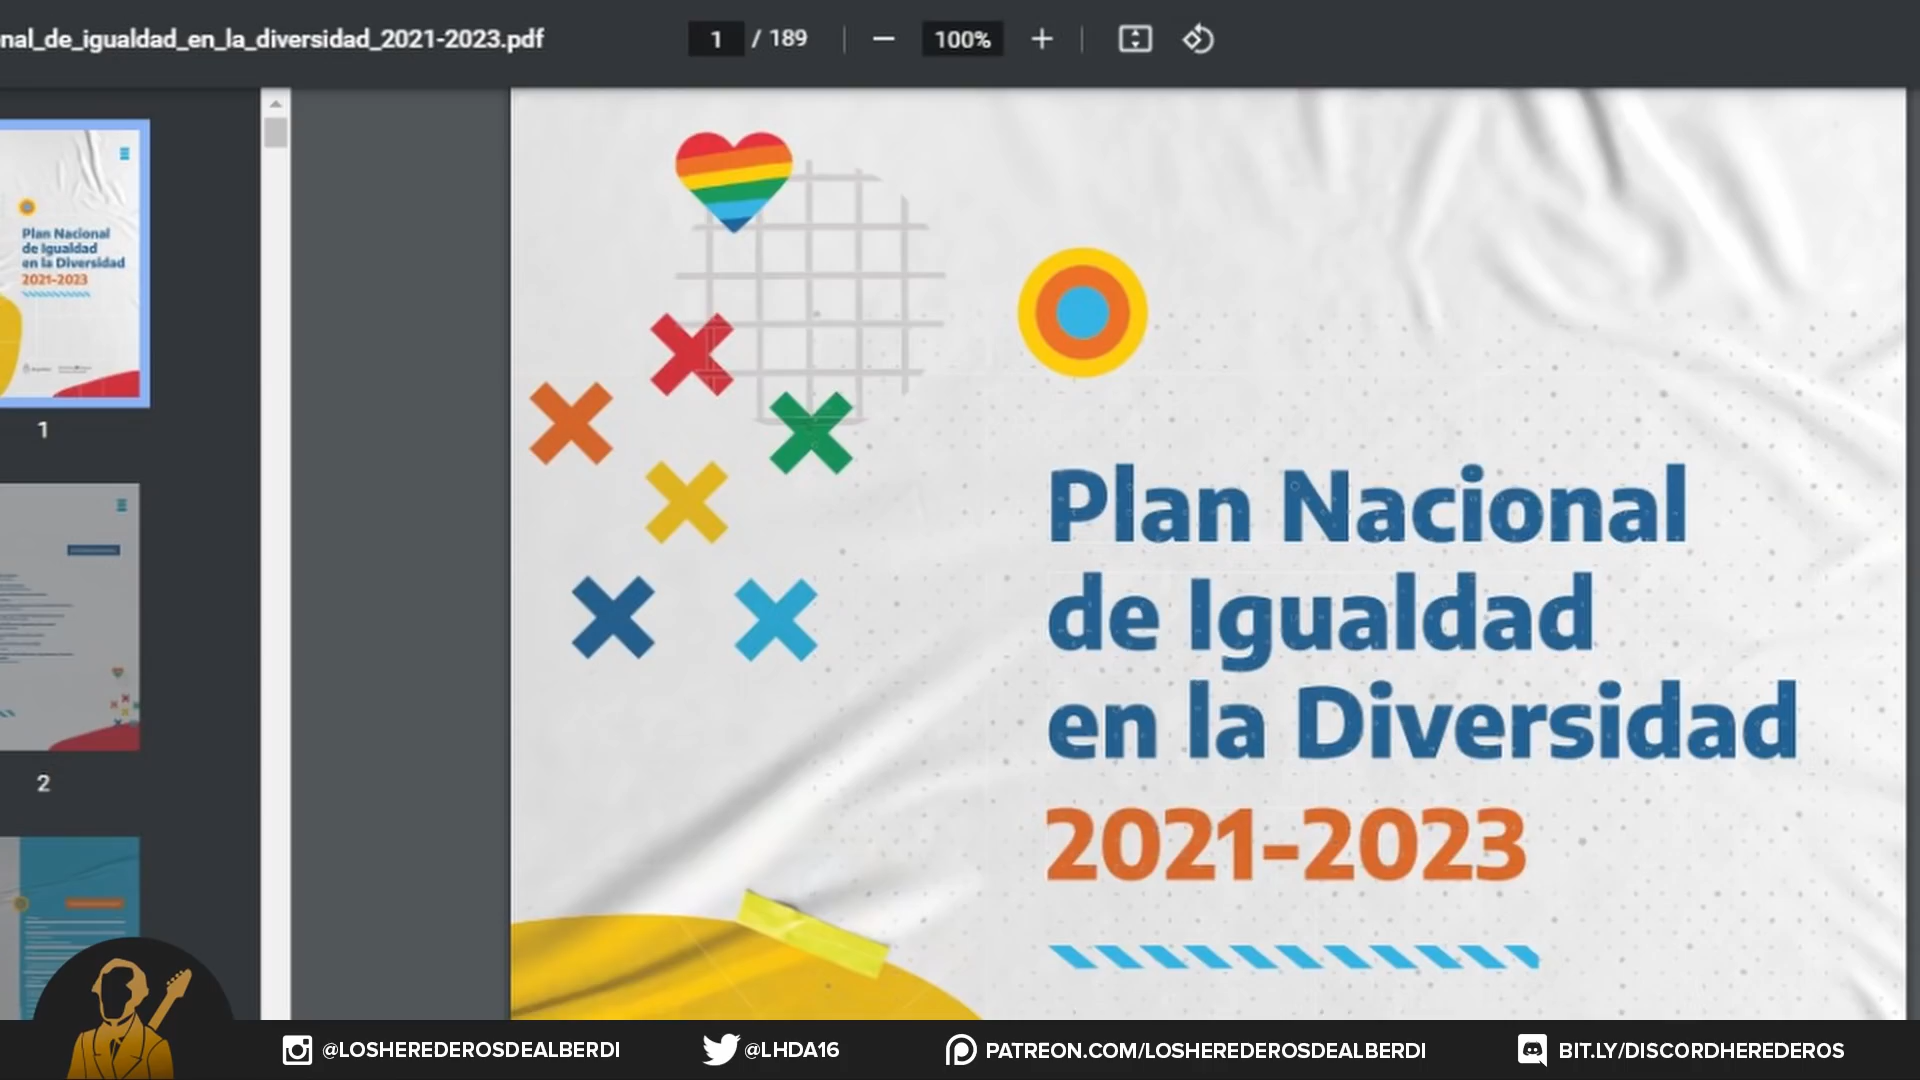 nal_de_igualdad_en_la_diversidad_2021-2023.pdf
1 / 189
100%
Plan Nacional
de Igualdad
en la Diversidad
2021-2023
1
2
Plan Nacional
de Igualdad
en la Diversidad
2021-2023
@LOSHEREDEROSDEALBERDI
@LHDA16
PATREON.COM/LOSHEREDEROSDEALBERDI
BIT.LY/DISCORDHEREDEROS